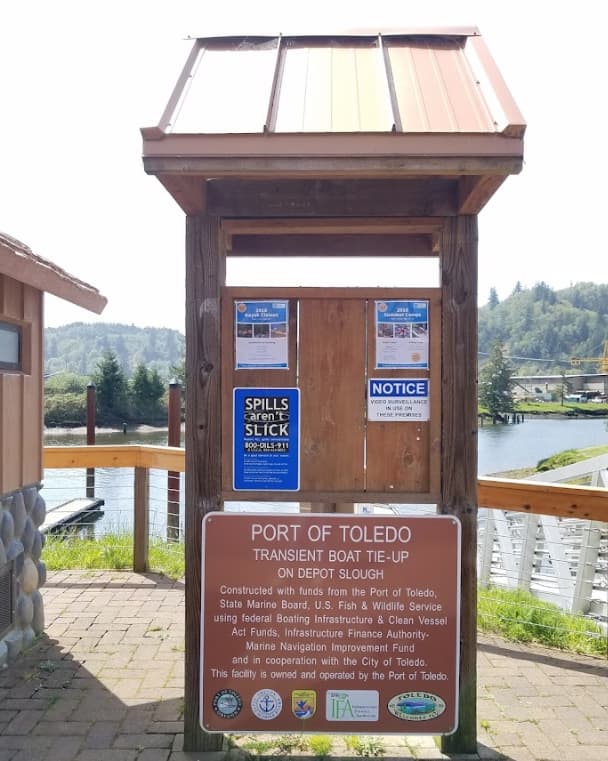 2022
Kayak Classes
2022
Summer Camps
SPILLS
aren't
SLICK
800-OILS-911
NOTICE
VIDEO SURVEILLANCE
IN USE ON
THESE PREMISES
PORT OF TOLEDO
TRANSIENT BOAT TIE-UP
ON DEPOT SLOUGH
Constructed with funds from the Port of Toledo,
State Marine Board, U.S. Fish & Wildlife Service
using federal Boating Infrastructure & Clean Vessel
Act Funds, Infrastructure Finance Authority-
Marine Navigation Improvement Fund
and in cooperation with the City of Toledo.
This facility is owned and operated by the Port of Toledo.
IFA
TOLEDO